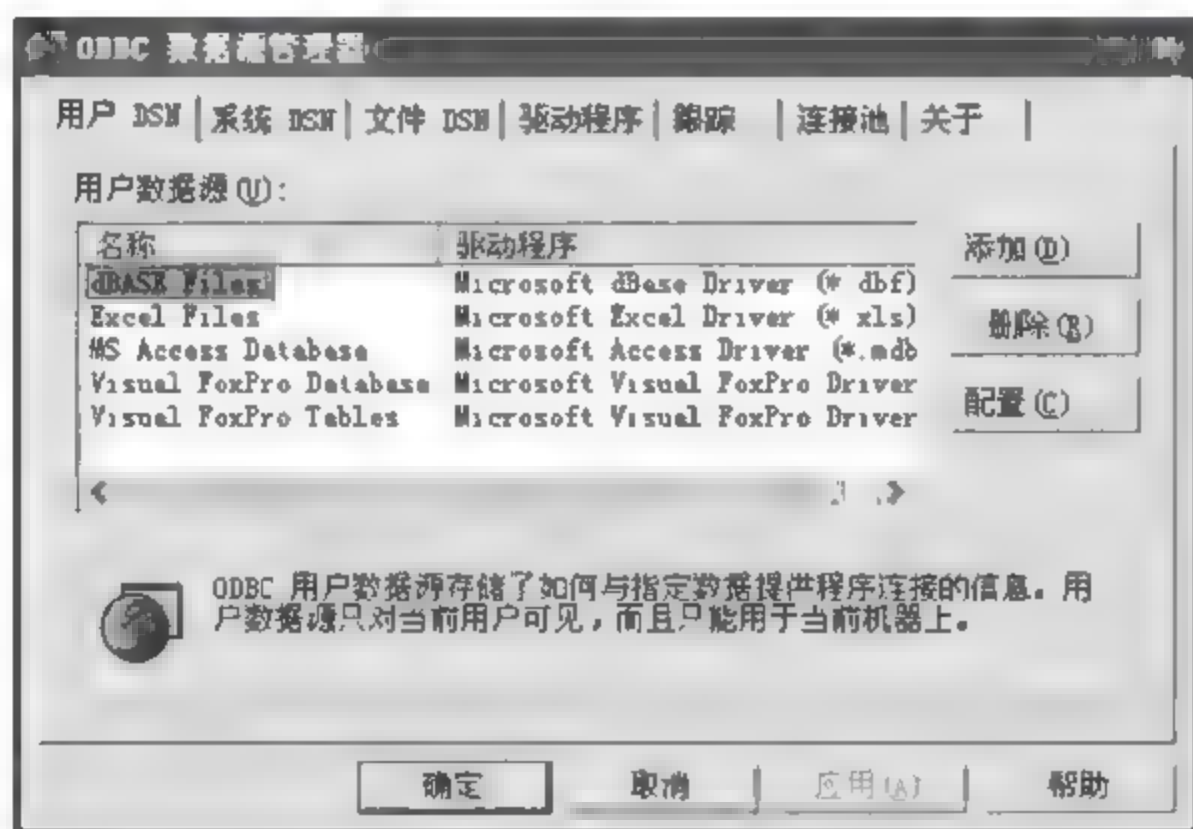 ODBC 数据源管理器
用户 DSN 系统 DSN 文件 DSN 驱动程序 跟踪 连接池 关于
用户数据源(U):
名称 驱动程序
dBASE Files Microsoft dBase Driver (*.dbf)
Excel Files Microsoft Excel Driver (*.xls)
MS Access Database Microsoft Access Driver (*.mdb
Visual FoxPro Database Microsoft Visual FoxPro Driver
Visual FoxPro Tables Microsoft Visual FoxPro Driver
添加(D)
删除(R)
配置(C)
ODBC 用户数据源存储了如何与指定数据提供程序连接的信息。用
户数据源只对当前用户可见，而且只能用于当前机器上。
确定 取消 应用(A) 帮助